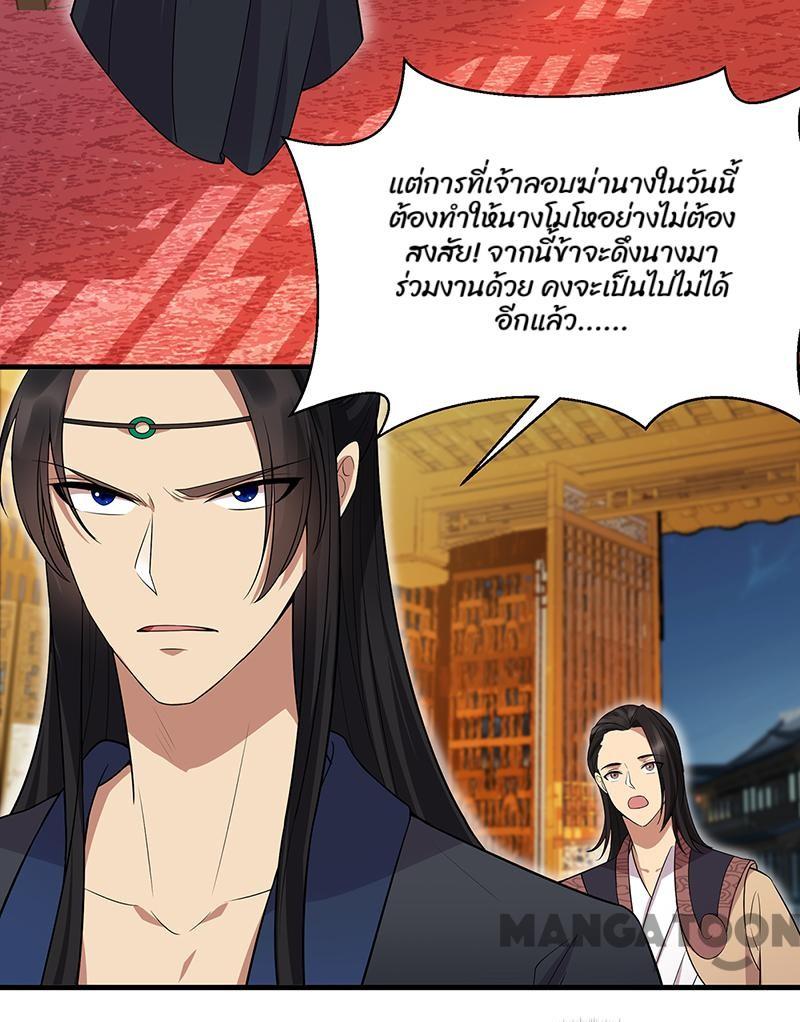 แต่การที่เจ้าลอบฆ่านางในวันนี้
ต้องทำให้นางโมโหอย่างไม่ต้อง
สงสัย! จากนี้ข้าจะดึงนางมา
ร่วมงานด้วย คงจะเป็นไปไม่ได้
อีกแล้ว......
MANGATOON